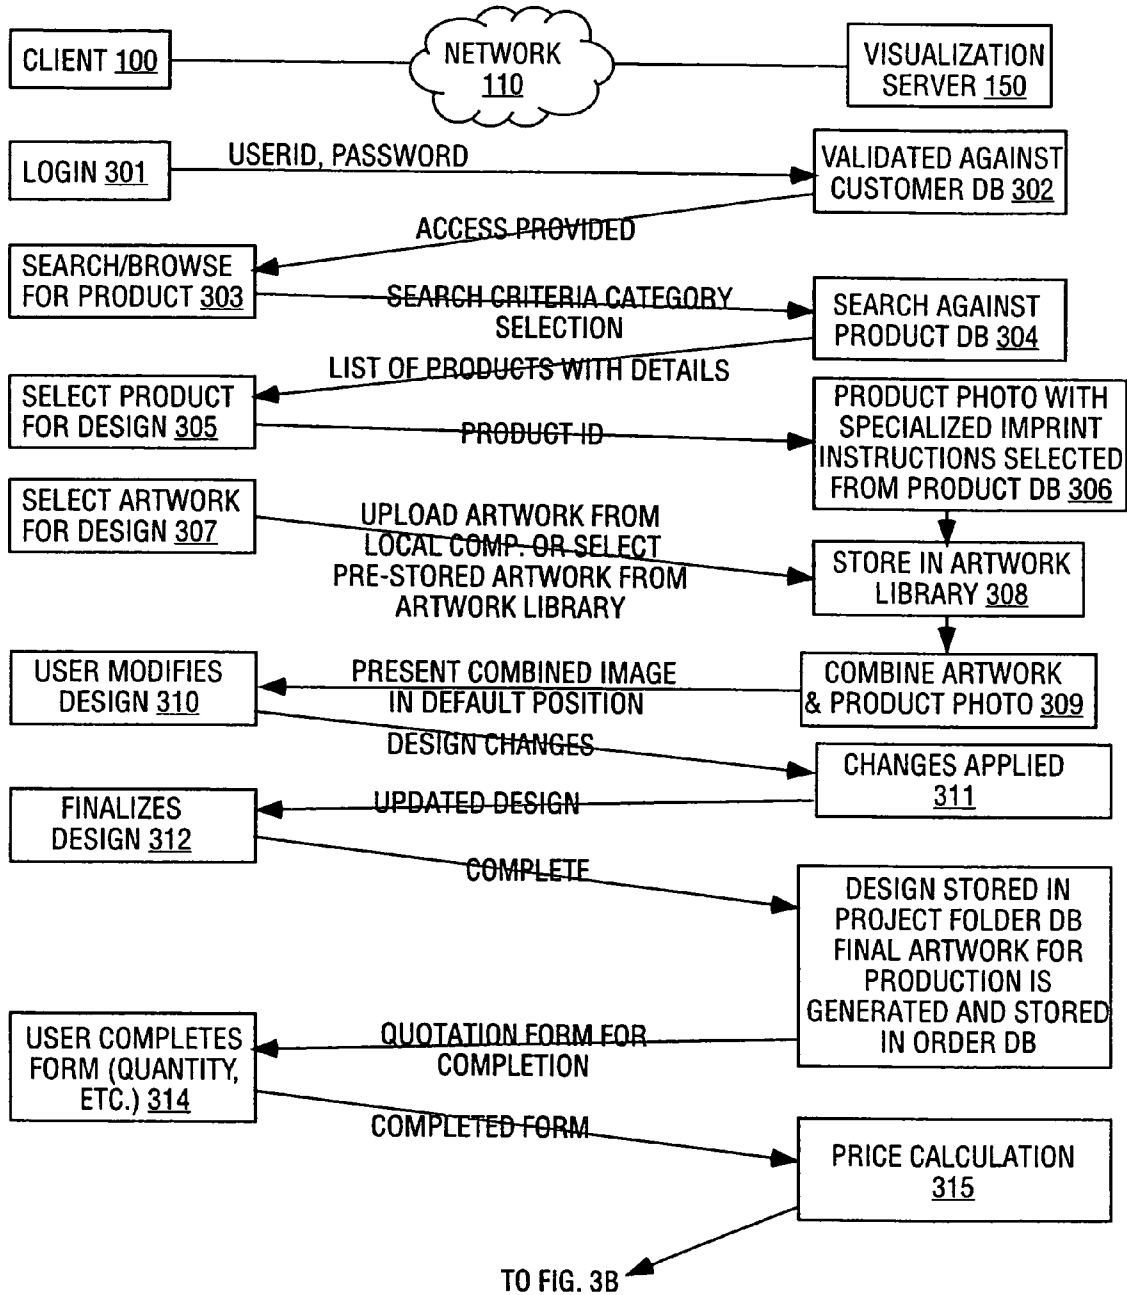 CLIENT 100
NETWORK
110
VISUALIZATION
SERVER 150
LOGIN 301
USERID, PASSWORD
VALIDATED AGAINST
CUSTOMER DB 302
ACCESS PROVIDED
SEARCH/BROWSE
FOR PRODUCT 303
SEARCH CRITERIA CATEGORY
SELECTION
SEARCH AGAINST
PRODUCT DB 304
LIST OF PRODUCTS WITH DETAILS
SELECT PRODUCT
FOR DESIGN 305
PRODUCT ID
PRODUCT PHOTO WITH
SPECIALIZED IMPRINT
INSTRUCTIONS SELECTED
FROM PRODUCT DB 306
SELECT ARTWORK
FOR DESIGN 307
UPLOAD ARTWORK FROM
LOCAL COMP. OR SELECT
PRE-STORED ARTWORK FROM
ARTWORK LIBRARY
STORE IN ARTWORK
LIBRARY 308
USER MODIFIES
DESIGN 310
PRESENT COMBINED IMAGE
IN DEFAULT POSITION
COMBINE ARTWORK
& PRODUCT PHOTO 309
DESIGN CHANGES
CHANGES APPLIED
311
UPDATED DESIGN
FINALIZES
DESIGN 312
COMPLETE
DESIGN STORED IN
PROJECT FOLDER DB
FINAL ARTWORK FOR
PRODUCTION IS
GENERATED AND STORED
IN ORDER DB
QUOTATION FORM FOR
COMPLETION
USER COMPLETES
FORM (QUANTITY,
ETC.) 314
COMPLETED FORM
PRICE CALCULATION
315
TO FIG. 3B